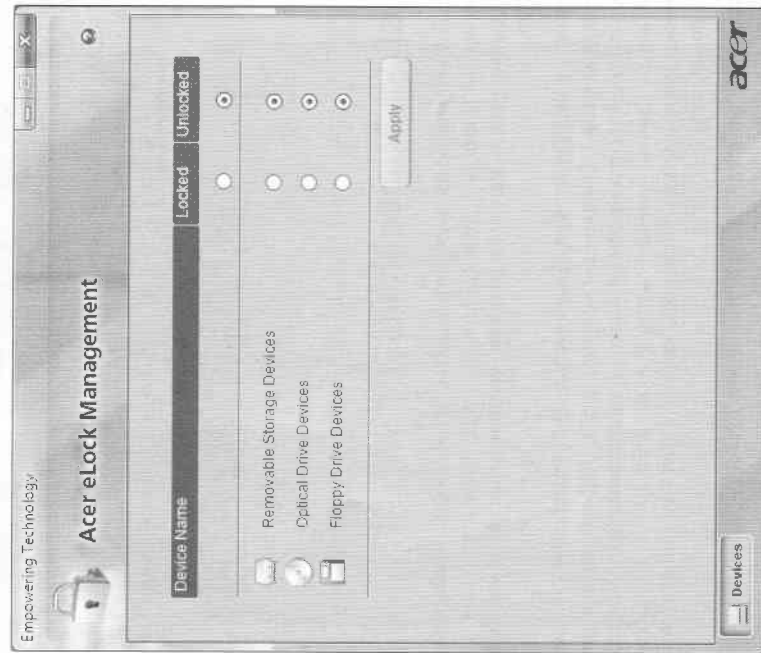 Empowering Technology
Acer eLock Management
Device Name Locked Unlocked
Removable Storage Devices
Optical Drive Devices
Floppy Drive Devices
Apply
Devices
acer